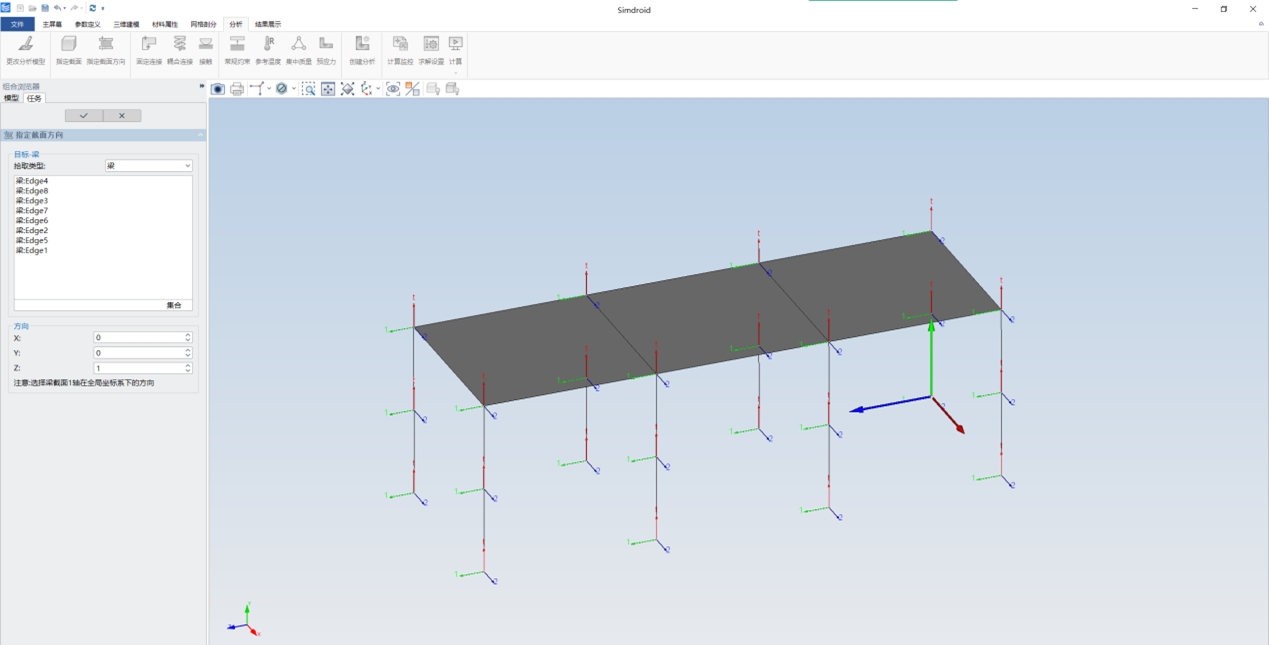 Simdroid
文件 主屏幕 参数定义 三维建模 材料属性 网格剖分 分析 结果展示
更改分析模型 指定截面 指定截面方向 固定连接 耦合连接 接触 常规约束 参考温度 集中质量 预应力 创建分析 计算监控 求解设置 计算
组合浏览器
模型 任务
指定截面方向
目标-梁
拾取类型: 梁
梁:Edge4
梁:Edge8
梁:Edge3
梁:Edge7
梁:Edge6
梁:Edge2
梁:Edge5
梁:Edge1
集合
方向
X: 0
Y: 0
Z: 1
注意:选择梁截面1轴在全局坐标系下的方向